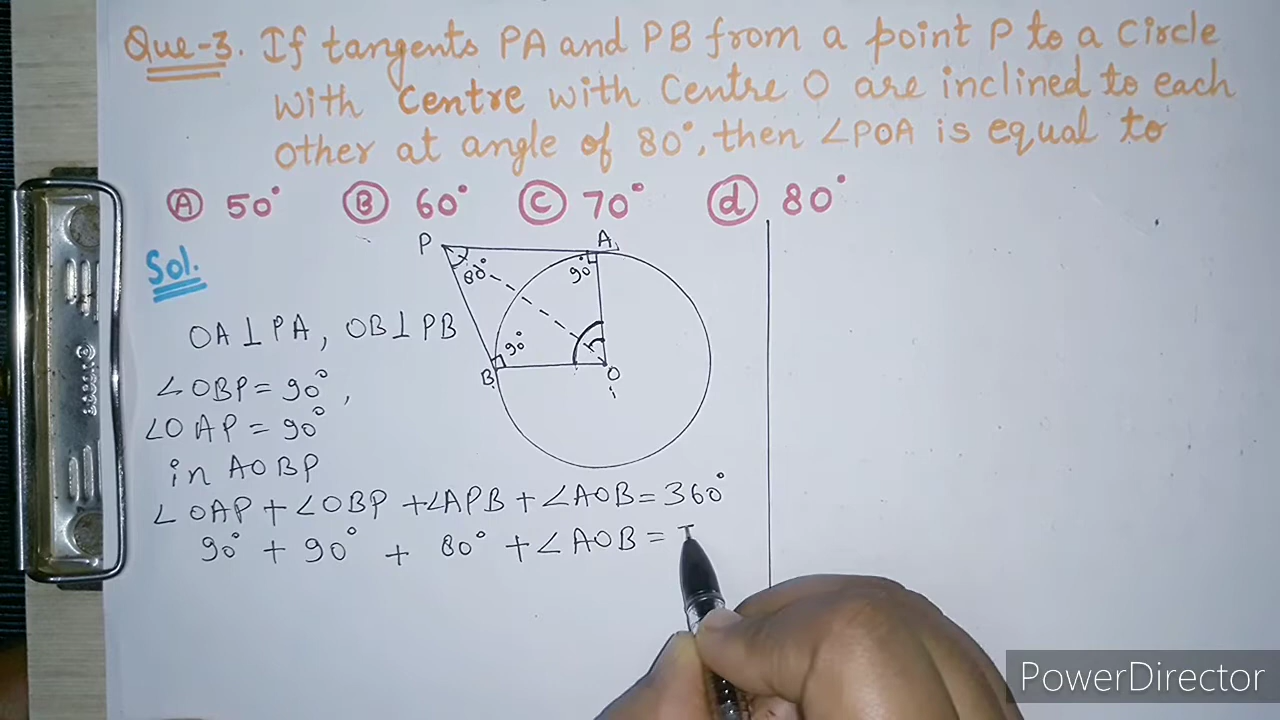 Que-3. If tangents PA and PB from a point P to a Circle
With Centre with Centre O are inclined to each
other at angle of 80°, then ∠POA is equal to
Ⓐ 50° Ⓑ 60° Ⓒ 70° ⓓ 80°
Sol.
P
A
80°
90°
90°
B
O
OA⊥PA, OB⊥PB
∠OBP = 90°,
∠OAP = 90°
in AOBP
∠OAP + ∠OBP + ∠APB + ∠AOB = 360°
90° + 90° + 80° + ∠AOB =
PowerDirector